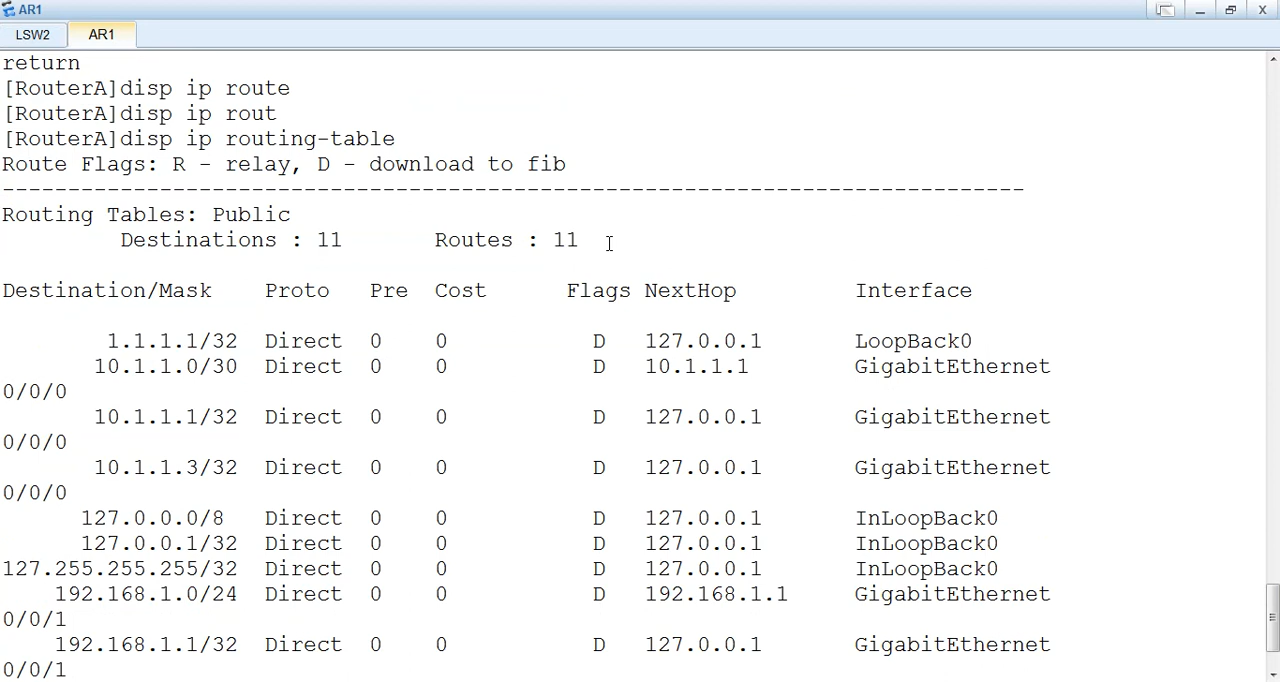 AR1
LSW2 AR1
return
[RouterA]disp ip route
[RouterA]disp ip rout
[RouterA]disp ip routing-table
Route Flags: R - relay, D - download to fib
------------------------------------------------------------------------------
Routing Tables: Public
         Destinations : 11       Routes : 11
Destination/Mask    Proto   Pre  Cost      Flags NextHop         Interface
        1.1.1.1/32  Direct  0    0           D   127.0.0.1       LoopBack0
       10.1.1.0/30  Direct  0    0           D   10.1.1.1        GigabitEthernet
0/0/0
       10.1.1.1/32  Direct  0    0           D   127.0.0.1       GigabitEthernet
0/0/0
       10.1.1.3/32  Direct  0    0           D   127.0.0.1       GigabitEthernet
0/0/0
      127.0.0.0/8   Direct  0    0           D   127.0.0.1       InLoopBack0
      127.0.0.1/32  Direct  0    0           D   127.0.0.1       InLoopBack0
127.255.255.255/32  Direct  0    0           D   127.0.0.1       InLoopBack0
    192.168.1.0/24  Direct  0    0           D   192.168.1.1     GigabitEthernet
0/0/1
    192.168.1.1/32  Direct  0    0           D   127.0.0.1       GigabitEthernet
0/0/1